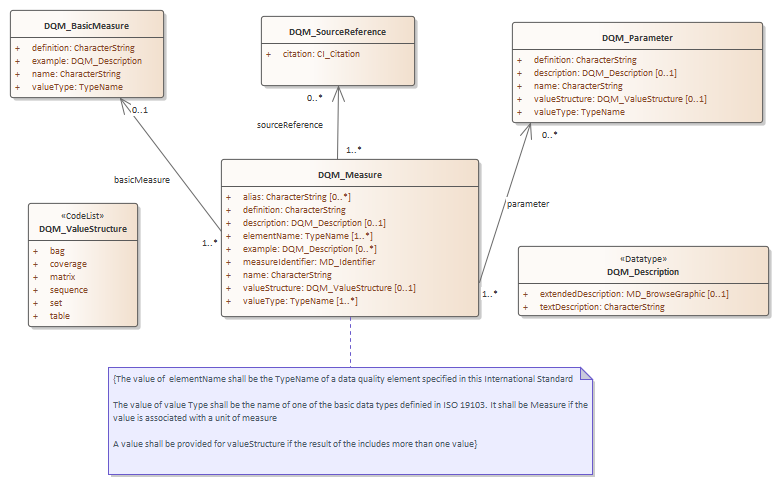 DQM_BasicMeasure
+ definition: CharacterString
+ example: DQM_Description
+ name: CharacterString
+ valueType: TypeName
DQM_SourceReference
+ citation: CI_Citation
DQM_Parameter
+ definition: CharacterString
+ description: DQM_Description [0..1]
+ name: CharacterString
+ valueStructure: DQM_ValueStructure [0..1]
+ valueType: TypeName
0..1
0..*
0..*
sourceReference
1..*
basicMeasure
parameter
1..*
1..*
DQM_Measure
+ alias: CharacterString [0..*]
+ definition: CharacterString
+ description: DQM_Description [0..1]
+ elementName: TypeName [1..*]
+ example: DQM_Description [0..*]
+ measureIdentifier: MD_Identifier
+ name: CharacterString
+ valueStructure: DQM_ValueStructure [0..1]
+ valueType: TypeName [1..*]
«CodeList»
DQM_ValueStructure
+ bag
+ coverage
+ matrix
+ sequence
+ set
+ table
«Datatype»
DQM_Description
+ extendedDescription: MD_BrowseGraphic [0..1]
+ textDescription: CharacterString
{The value of elementName shall be the TypeName of a data quality element specified in this International Standard
The value of value Type shall be the name of one of the basic data types definied in ISO 19103. It shall be Measure if the
value is associated with a unit of measure
A value shall be provided for valueStructure if the result of the includes more than one value}